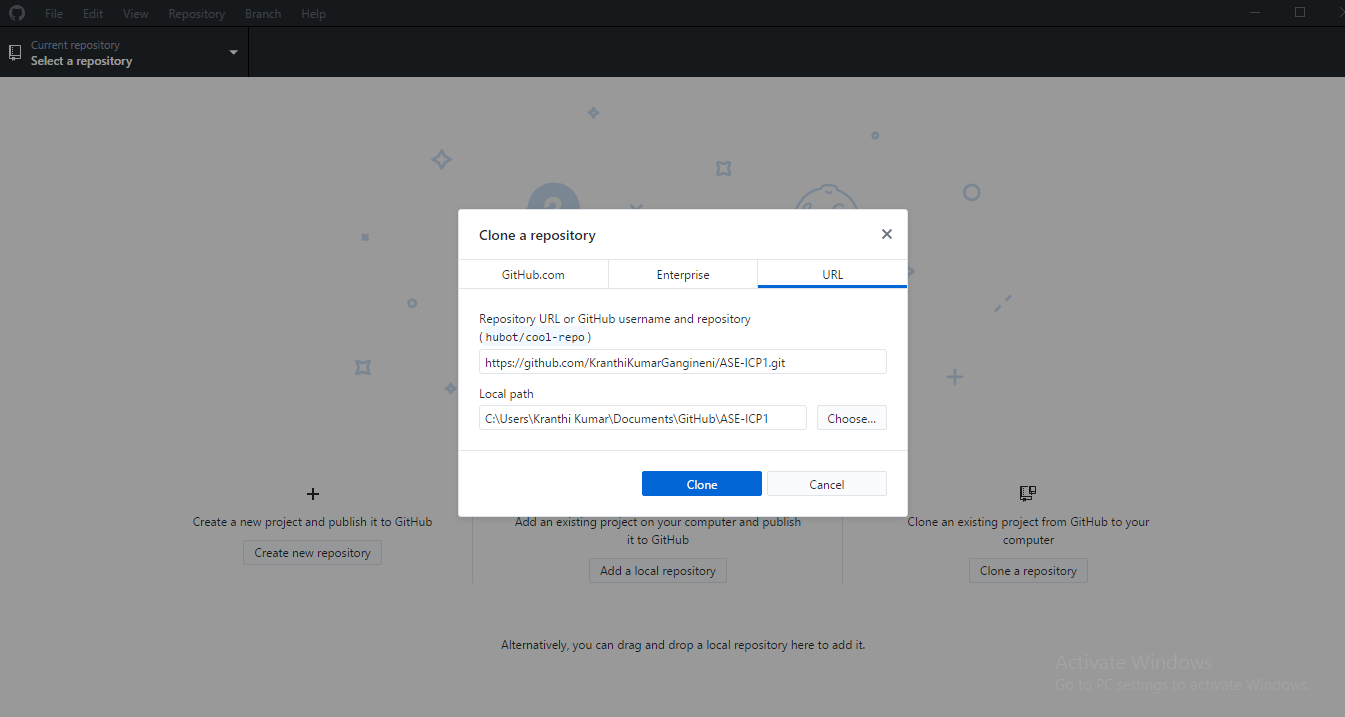 File Edit View Repository Branch Help
Current repository
Select a repository
Clone a repository
GitHub.com Enterprise URL
Repository URL or GitHub username and repository
(hubot/cool-repo)
https://github.com/KranthiKumarGangineni/ASE-ICP1.git
Local path
C:\Users\Kranthi Kumar\Documents\GitHub\ASE-ICP1 Choose...
Clone Cancel
Create a new project and publish it to GitHub
Create new repository
Add an existing project on your computer and publish
it to GitHub
Add a local repository
Clone an existing project from GitHub to your
computer
Clone a repository
Alternatively, you can drag and drop a local repository here to add it.
Activate Windows
Go to PC settings to activate Windows.